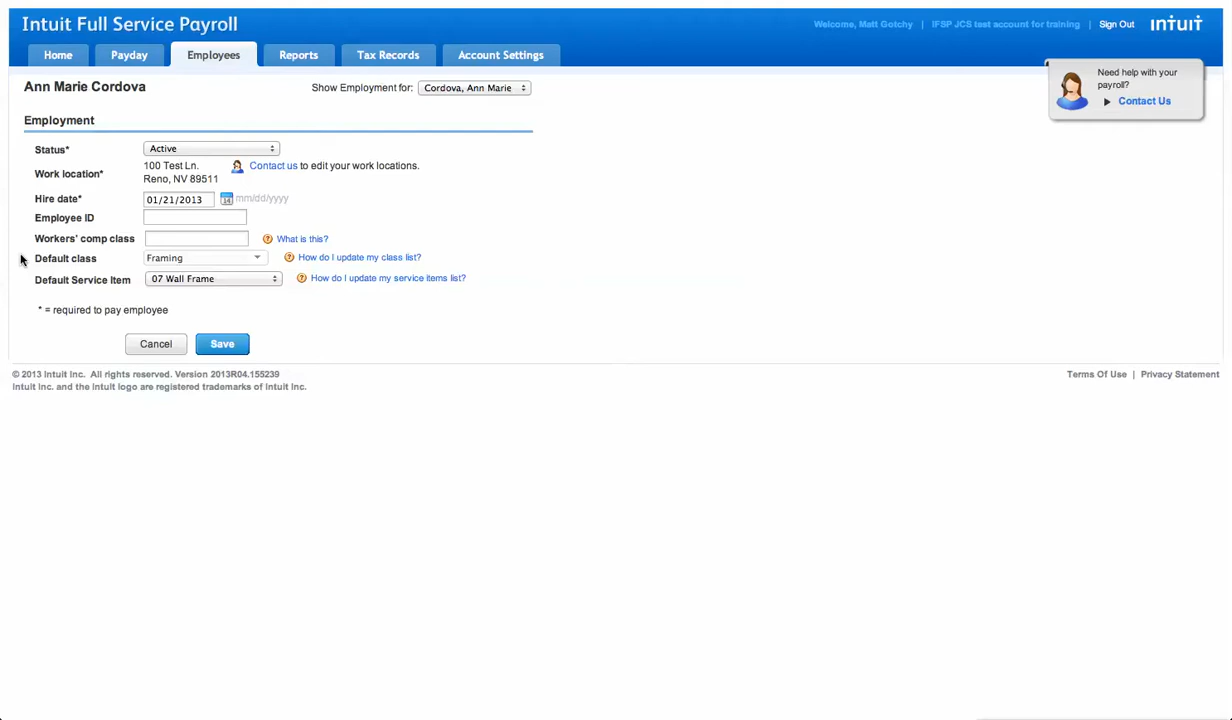 Intuit Full Service Payroll
Welcome, Matt Gotchy | IFSP JCS test account for training | Sign Out
intuit
Home
Payday
Employees
Reports
Tax Records
Account Settings
Need help with your
payroll?
Contact Us
Ann Marie Cordova
Show Employment for: Cordova, Ann Marie
Employment
Status* Active
Work location* 100 Test Ln.
Reno, NV 89511
Contact us to edit your work locations.
Hire date* 01/21/2013 14 mm/dd/yyyy
Employee ID
Workers' comp class ? What is this?
Default class Framing ? How do I update my class list?
Default Service Item 07 Wall Frame ? How do I update my service items list?
* = required to pay employee
Cancel Save
© 2013 Intuit Inc. All rights reserved. Version 2013R04.155239
Intuit Inc. and the Intuit logo are registered trademarks of Intuit Inc.
Terms Of Use | Privacy Statement